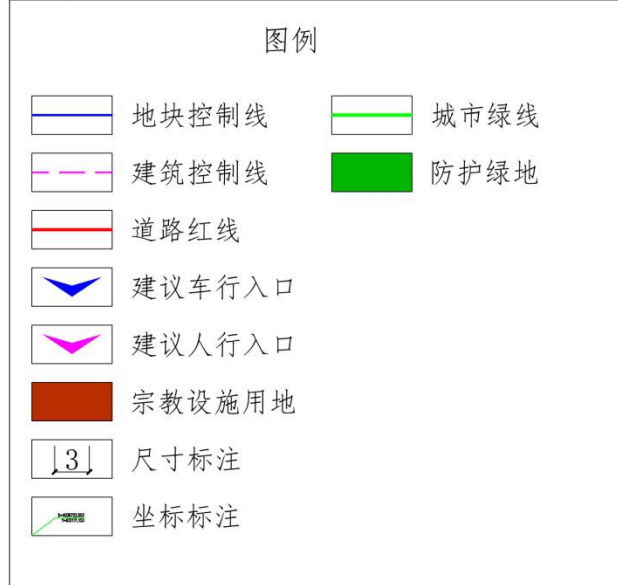 图例
地块控制线 城市绿线
建筑控制线 防护绿地
道路红线
建议车行入口
建议人行入口
宗教设施用地
3 尺寸标注
坐标标注